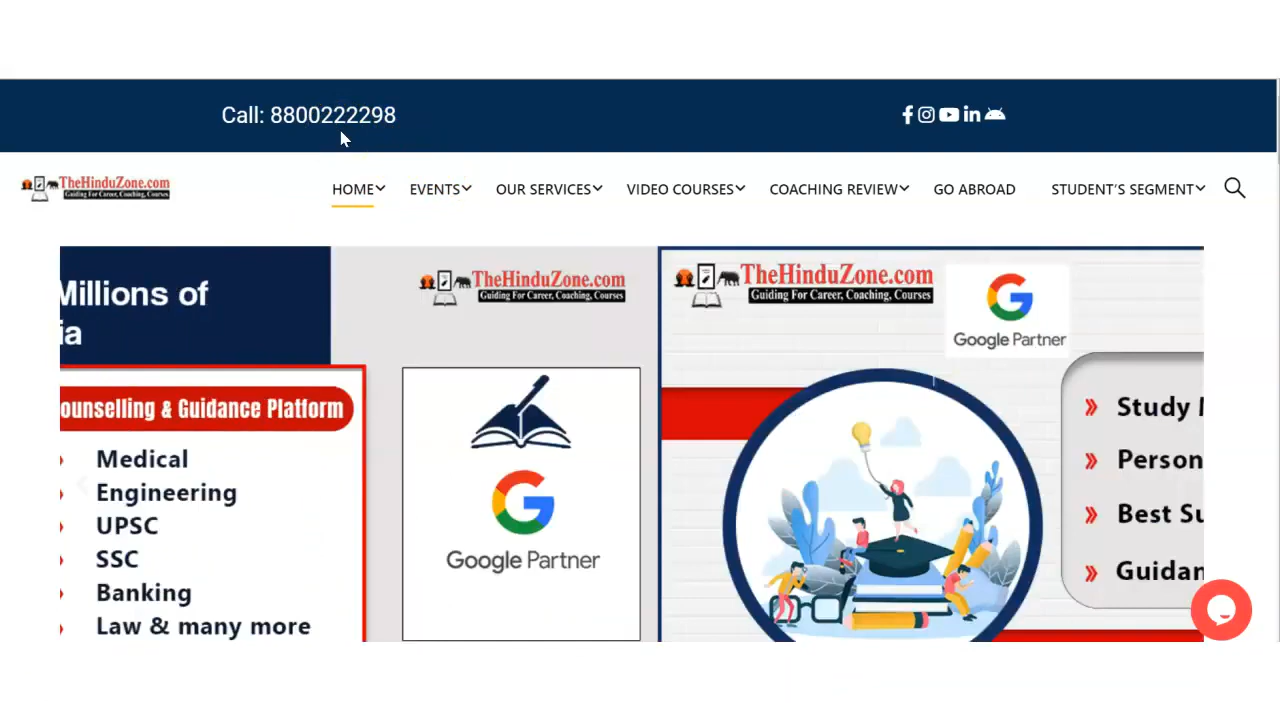 Call: 8800222298
TheHinduZone.com
Guiding For Career, Coaching, Courses
HOME EVENTS OUR SERVICES VIDEO COURSES COACHING REVIEW GO ABROAD STUDENT'S SEGMENT
Millions of
ia
ounselling & Guidance Platform
Medical
Engineering
UPSC
SSC
Banking
Law & many more
TheHinduZone.com
Guiding For Career, Coaching, Courses
Google Partner
TheHinduZone.com
Guiding For Career, Coaching, Courses
Google Partner
Study
Person
Best Su
Guidan